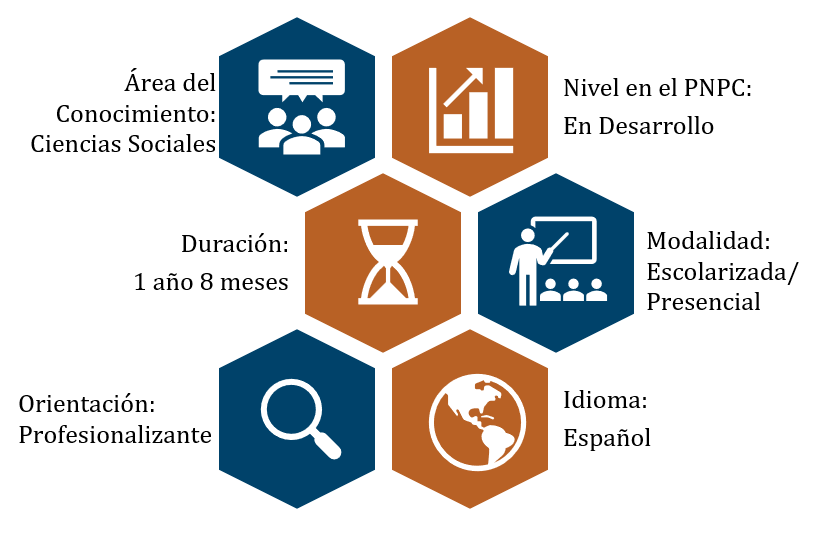 Área del
Conocimiento:
Ciencias Sociales
Nivel en el PNPC:
En Desarrollo
Duración:
1 año 8 meses
Modalidad:
Escolarizada/
Presencial
Orientación:
Profesionalizante
Idioma:
Español